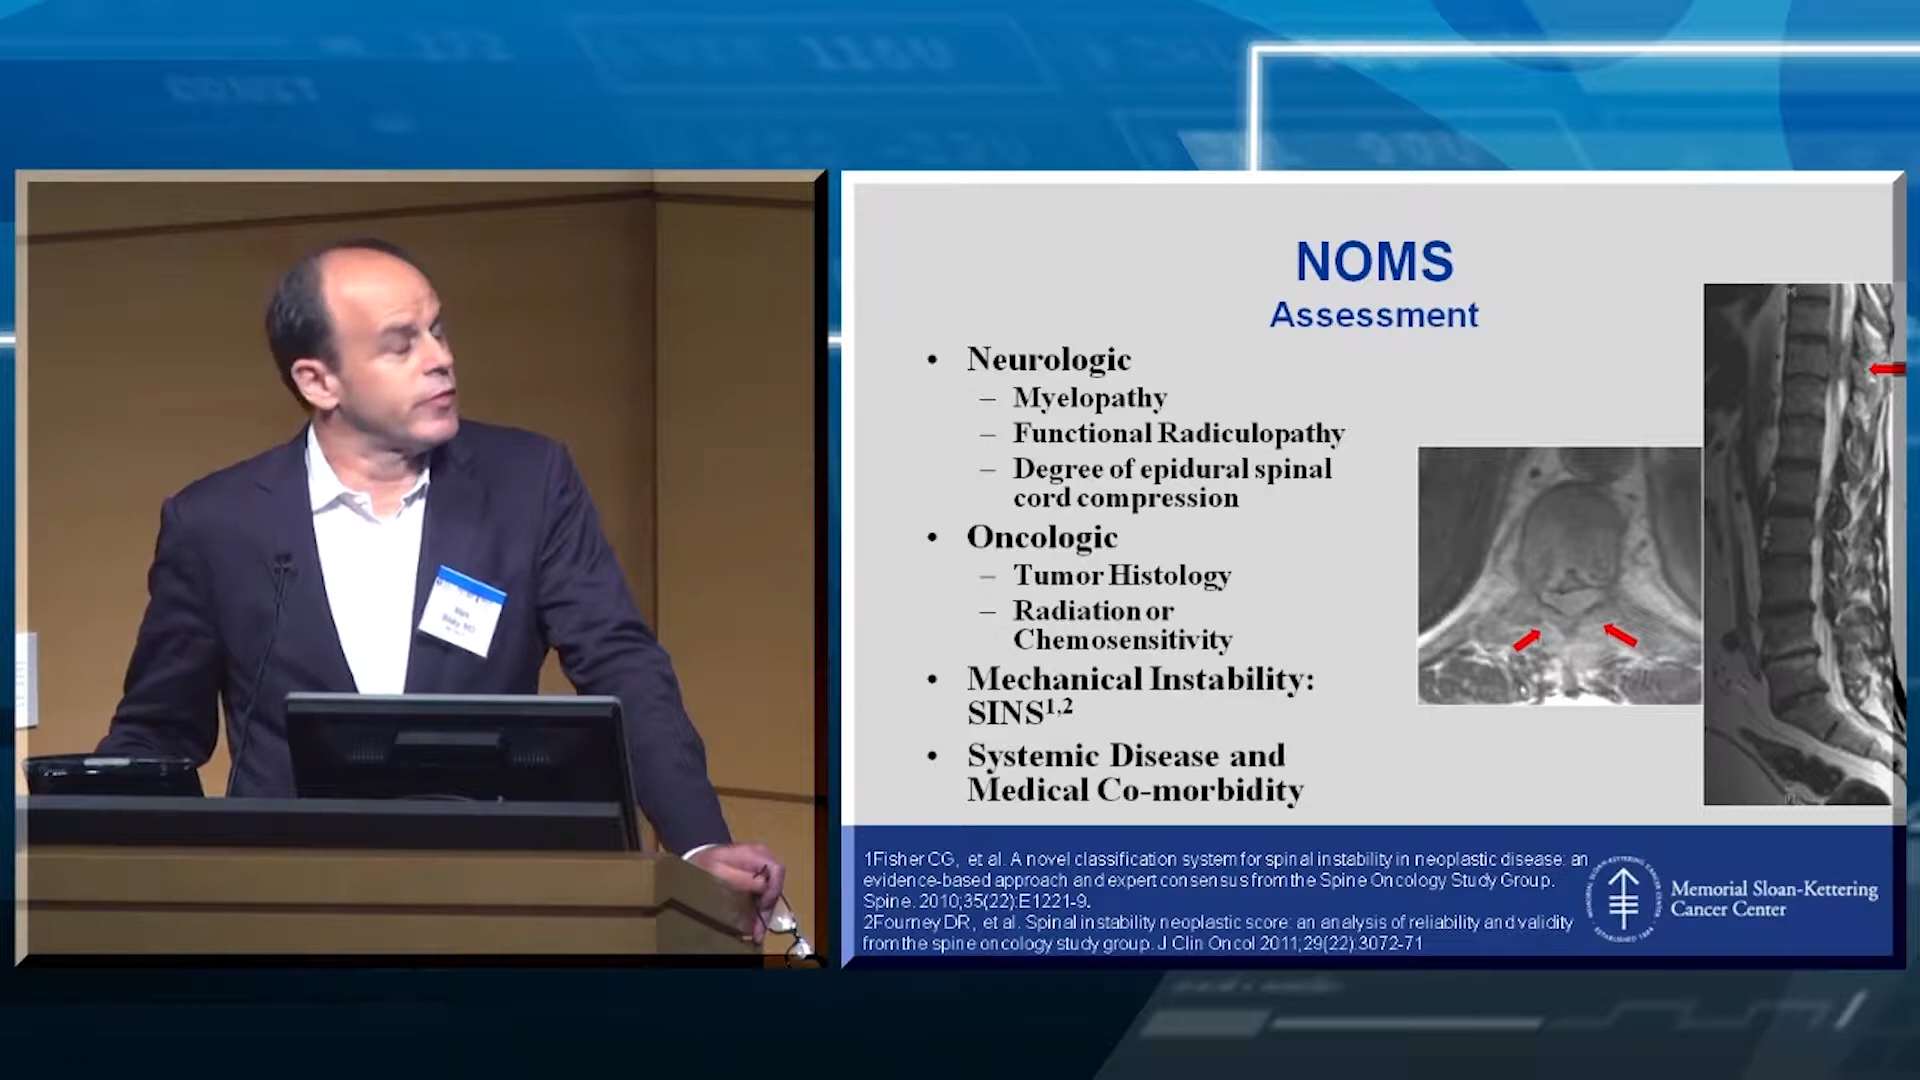 NOMS
Assessment
• Neurologic
– Myelopathy
– Functional Radiculopathy
– Degree of epidural spinal
cord compression
• Oncologic
– Tumor Histology
– Radiation or
Chemosensitivity
• Mechanical Instability:
SINS1,2
• Systemic Disease and
Medical Co-morbidity
1Fisher CG, et al. A novel classification system for spinal instability in neoplastic disease: an
evidence-based approach and expert consensus from the Spine Oncology Study Group.
Spine. 2010;35(22):E1221-9.
2Fourney DR, et al. Spinal instability neoplastic score: an analysis of reliability and validity
from the spine oncology study group. J Clin Oncol 2011;29(22):3072-71
Memorial Sloan-Kettering
Cancer Center